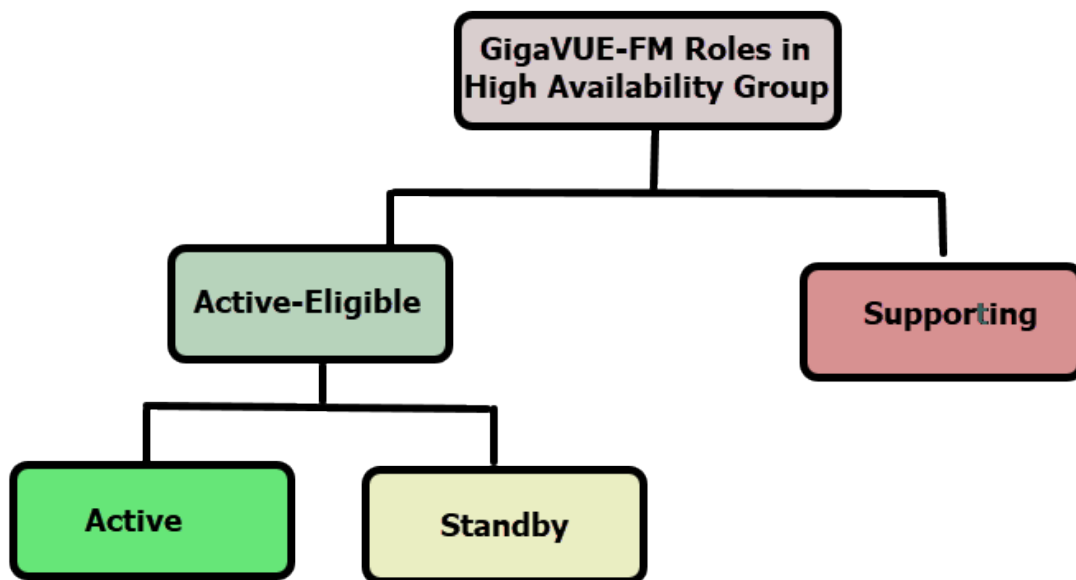 GigaVUE-FM Roles in
High Availability Group
Active-Eligible
Supporting
Active
Standby